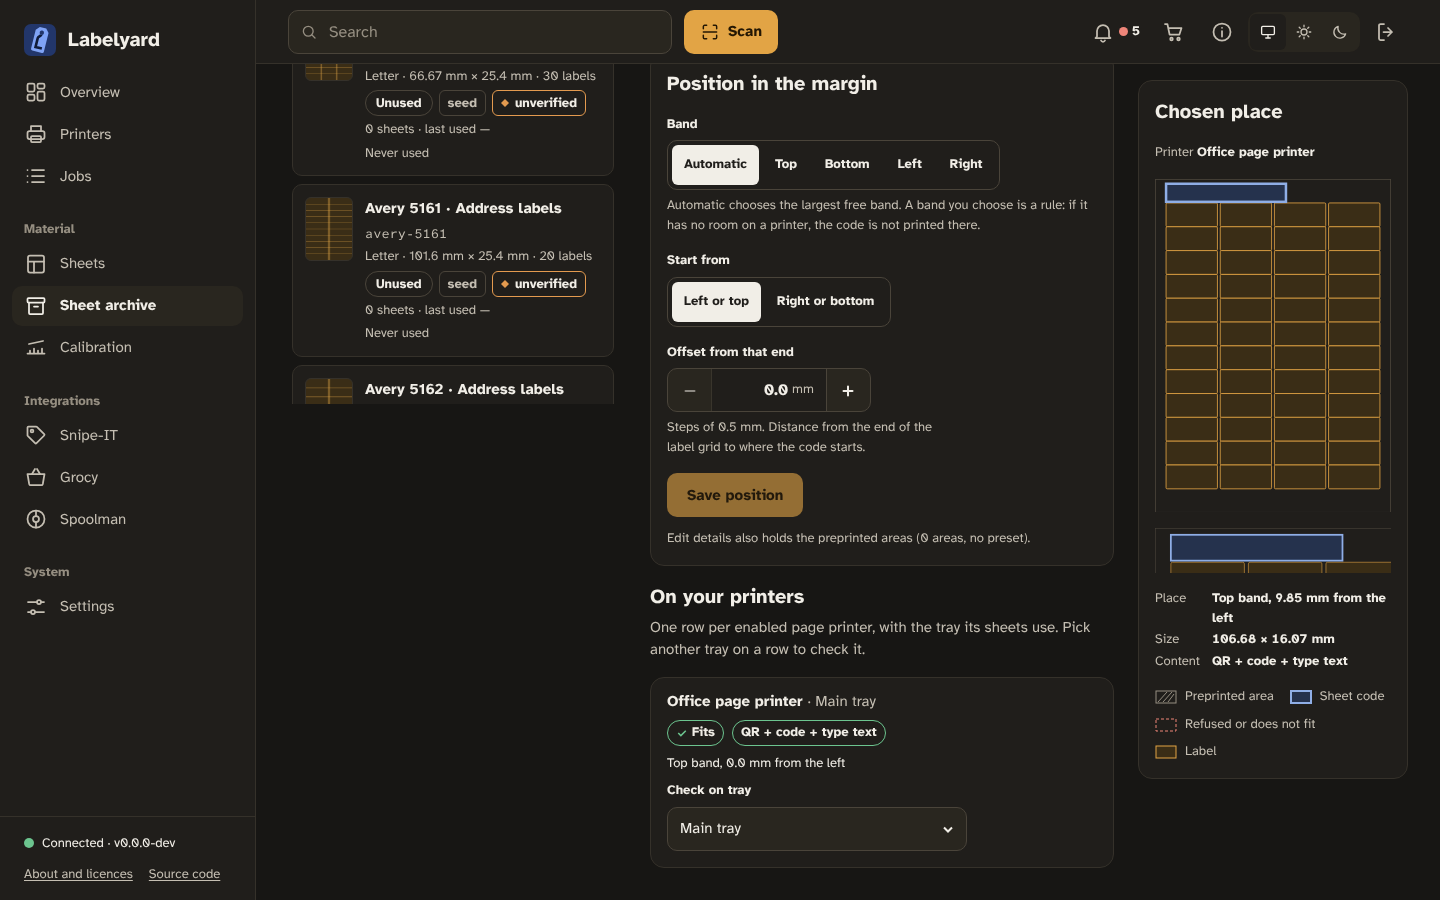 Labelyard
Search
Scan
5
Overview
Printers
Jobs
Material
Sheets
Sheet archive
Calibration
Integrations
Snipe-IT
Grocy
Spoolman
System
Settings
Connected · v0.0.0-dev
About and licences
Source code
Letter · 66.67 mm × 25.4 mm · 30 labels
Unused
seed
unverified
0 sheets · last used —
Never used
Avery 5161 · Address labels
avery-5161
Letter · 101.6 mm × 25.4 mm · 20 labels
Unused
seed
unverified
0 sheets · last used —
Never used
Avery 5162 · Address labels
Position in the margin
Band
Automatic
Top
Bottom
Left
Right
Automatic chooses the largest free band. A band you choose is a rule: if it
has no room on a printer, the code is not printed there.
Start from
Left or top
Right or bottom
Offset from that end
0.0 mm
Steps of 0.5 mm. Distance from the end of the
label grid to where the code starts.
Save position
Edit details also holds the preprinted areas (0 areas, no preset).
On your printers
One row per enabled page printer, with the tray its sheets use. Pick
another tray on a row to check it.
Office page printer · Main tray
Fits
QR + code + type text
Top band, 0.0 mm from the left
Check on tray
Main tray
Chosen place
Printer Office page printer
Place Top band, 9.85 mm from the
left
Size 106.68 × 16.07 mm
Content QR + code + type text
Preprinted area
Sheet code
Refused or does not fit
Label